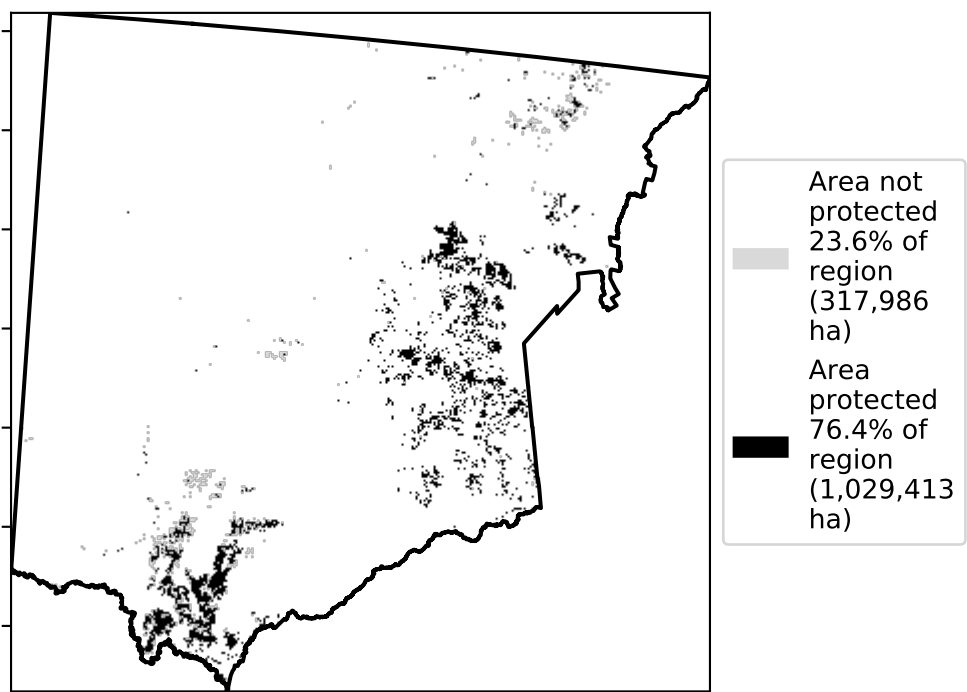 Area not
protected
23.6% of
region
(317,986
ha)
Area
protected
76.4% of
region
(1,029,413
ha)